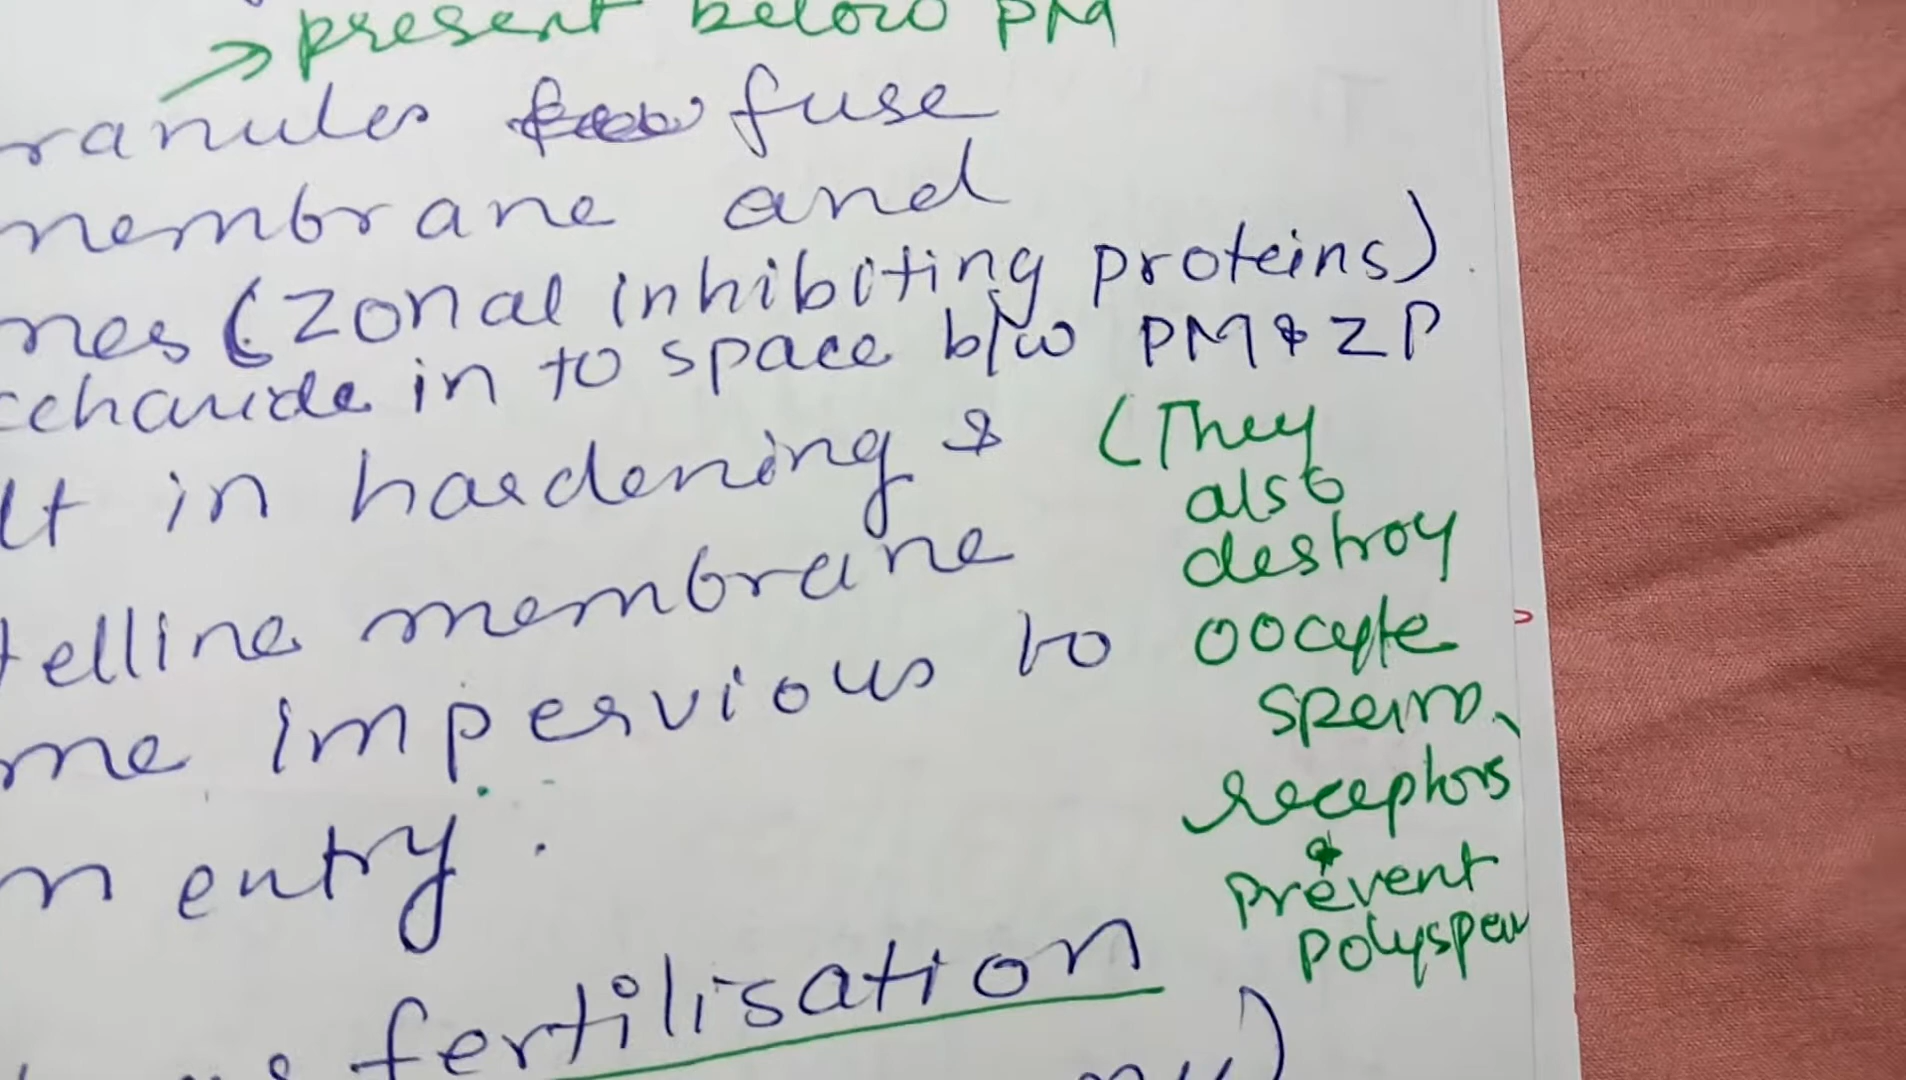 → present below PM
ranules fuse
membrane and
mes (zonal inhibiting proteins)
ccharide in to space b/w PM & ZP
lt in hardening &
telline membrane
me impervious to
n entry.
(They
also
destroy
oocyte
sperm
receptors
&
prevent
polysper
fertilisation